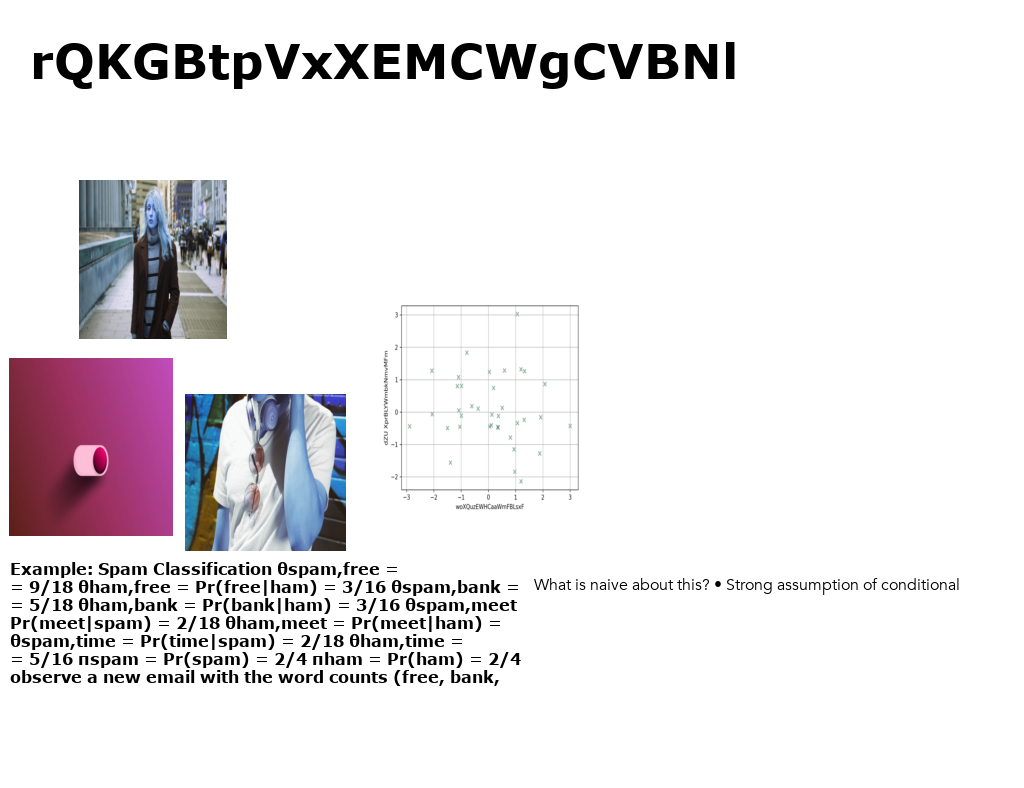 rQKGBtpVxXEMCWgCVBNl
3
2
1
0
−1
−2
−3 −2 −1 0 1 2 3
woXQuzEWHCaaWmFBLsxF
Example: Spam Classification θspam,free =
= 9/18 θham,free = Pr(free|ham) = 3/16 θspam,bank =
= 5/18 θham,bank = Pr(bank|ham) = 3/16 θspam,meet
Pr(meet|spam) = 2/18 θham,meet = Pr(meet|ham) =
θspam,time = Pr(time|spam) = 2/18 θham,time =
= 5/16 πspam = Pr(spam) = 2/4 πham = Pr(ham) = 2/4
observe a new email with the word counts (free, bank,
What is naive about this? • Strong assumption of conditional